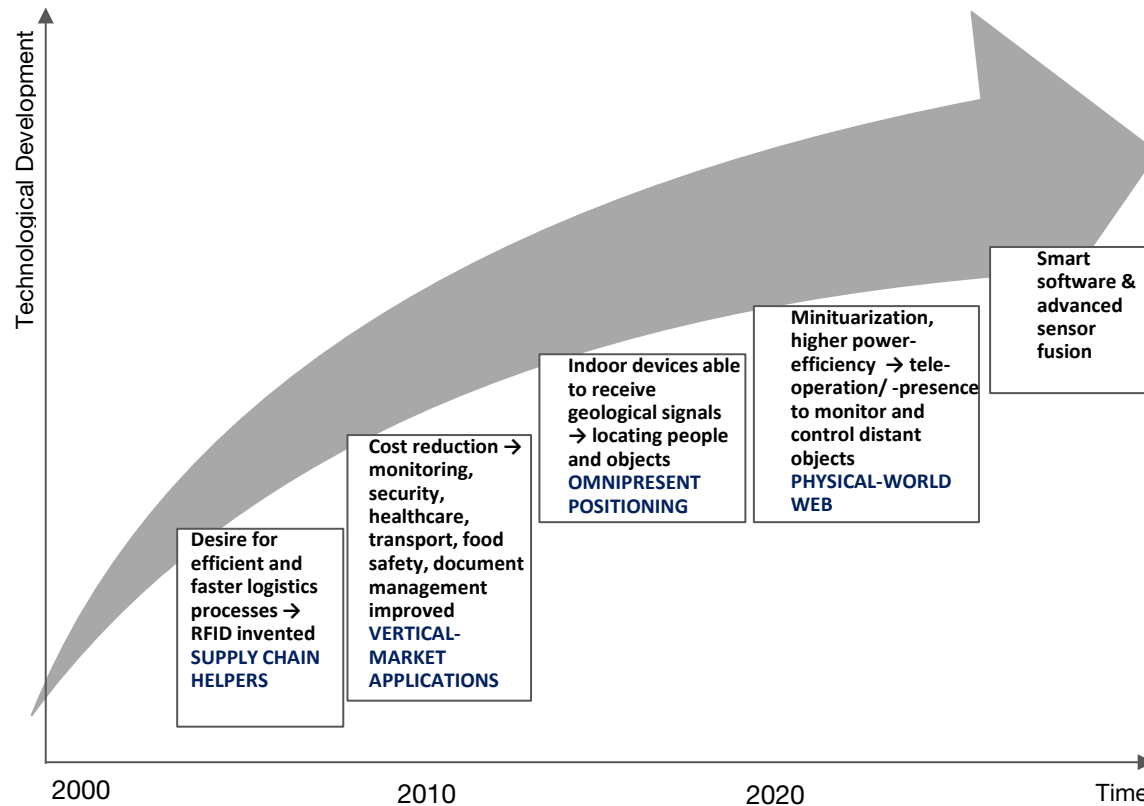 Technological Development
Smart
software &
advanced
sensor
fusion
Minituarization,
higher power-
efficiency → tele-
operation/ -presence
to monitor and
control distant
objects
PHYSICAL-WORLD
WEB
Indoor devices able
to receive
geological signals
→ locating people
and objects
OMNIPRESENT
POSITIONING
Cost reduction →
monitoring,
security,
healthcare,
transport, food
safety, document
management
improved
VERTICAL-
MARKET
APPLICATIONS
Desire for
efficient and
faster logistics
processes →
RFID invented
SUPPLY CHAIN
HELPERS
2000
2010
2020
Time